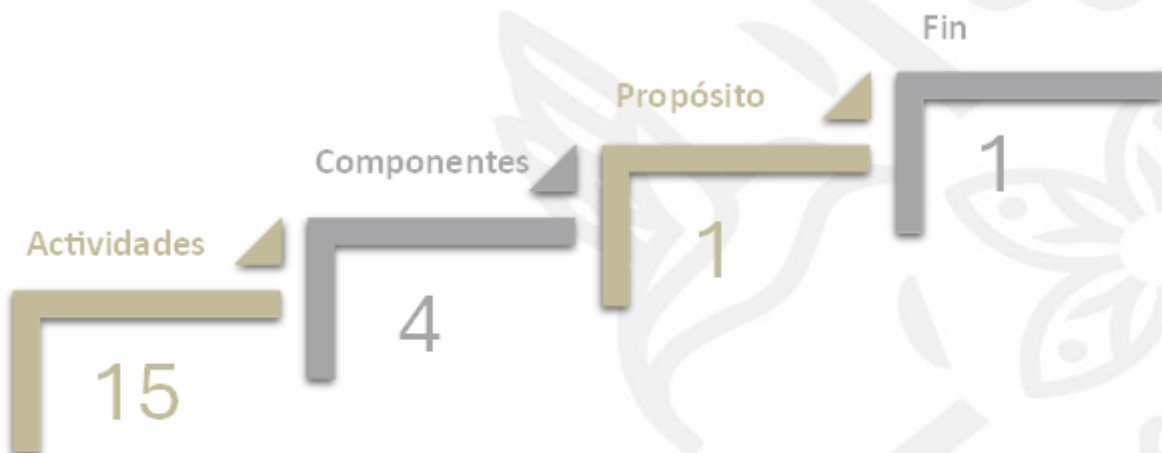 Fin
1
Propósito
1
Componentes
4
Actividades
15